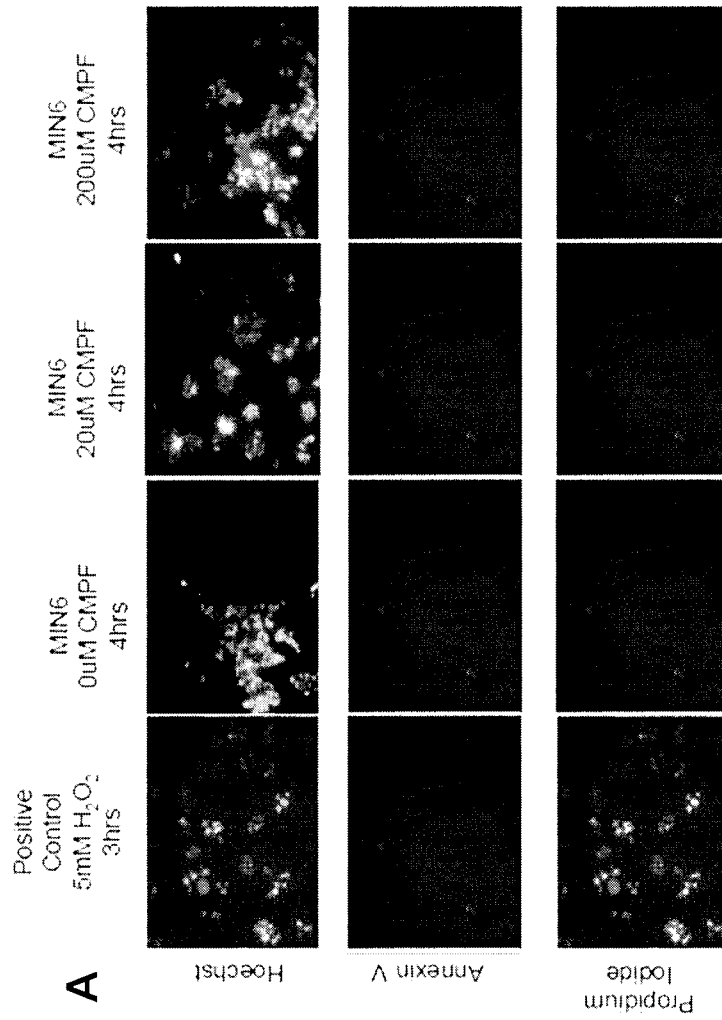 A
Positive
Control
5mM H₂O₂
3hrs
MIN6
0uM CMPF
4hrs
MIN6
20uM CMPF
4hrs
MIN6
200uM CMPF
4hrs
Hoechst
Annexin V
Propidium
Iodide